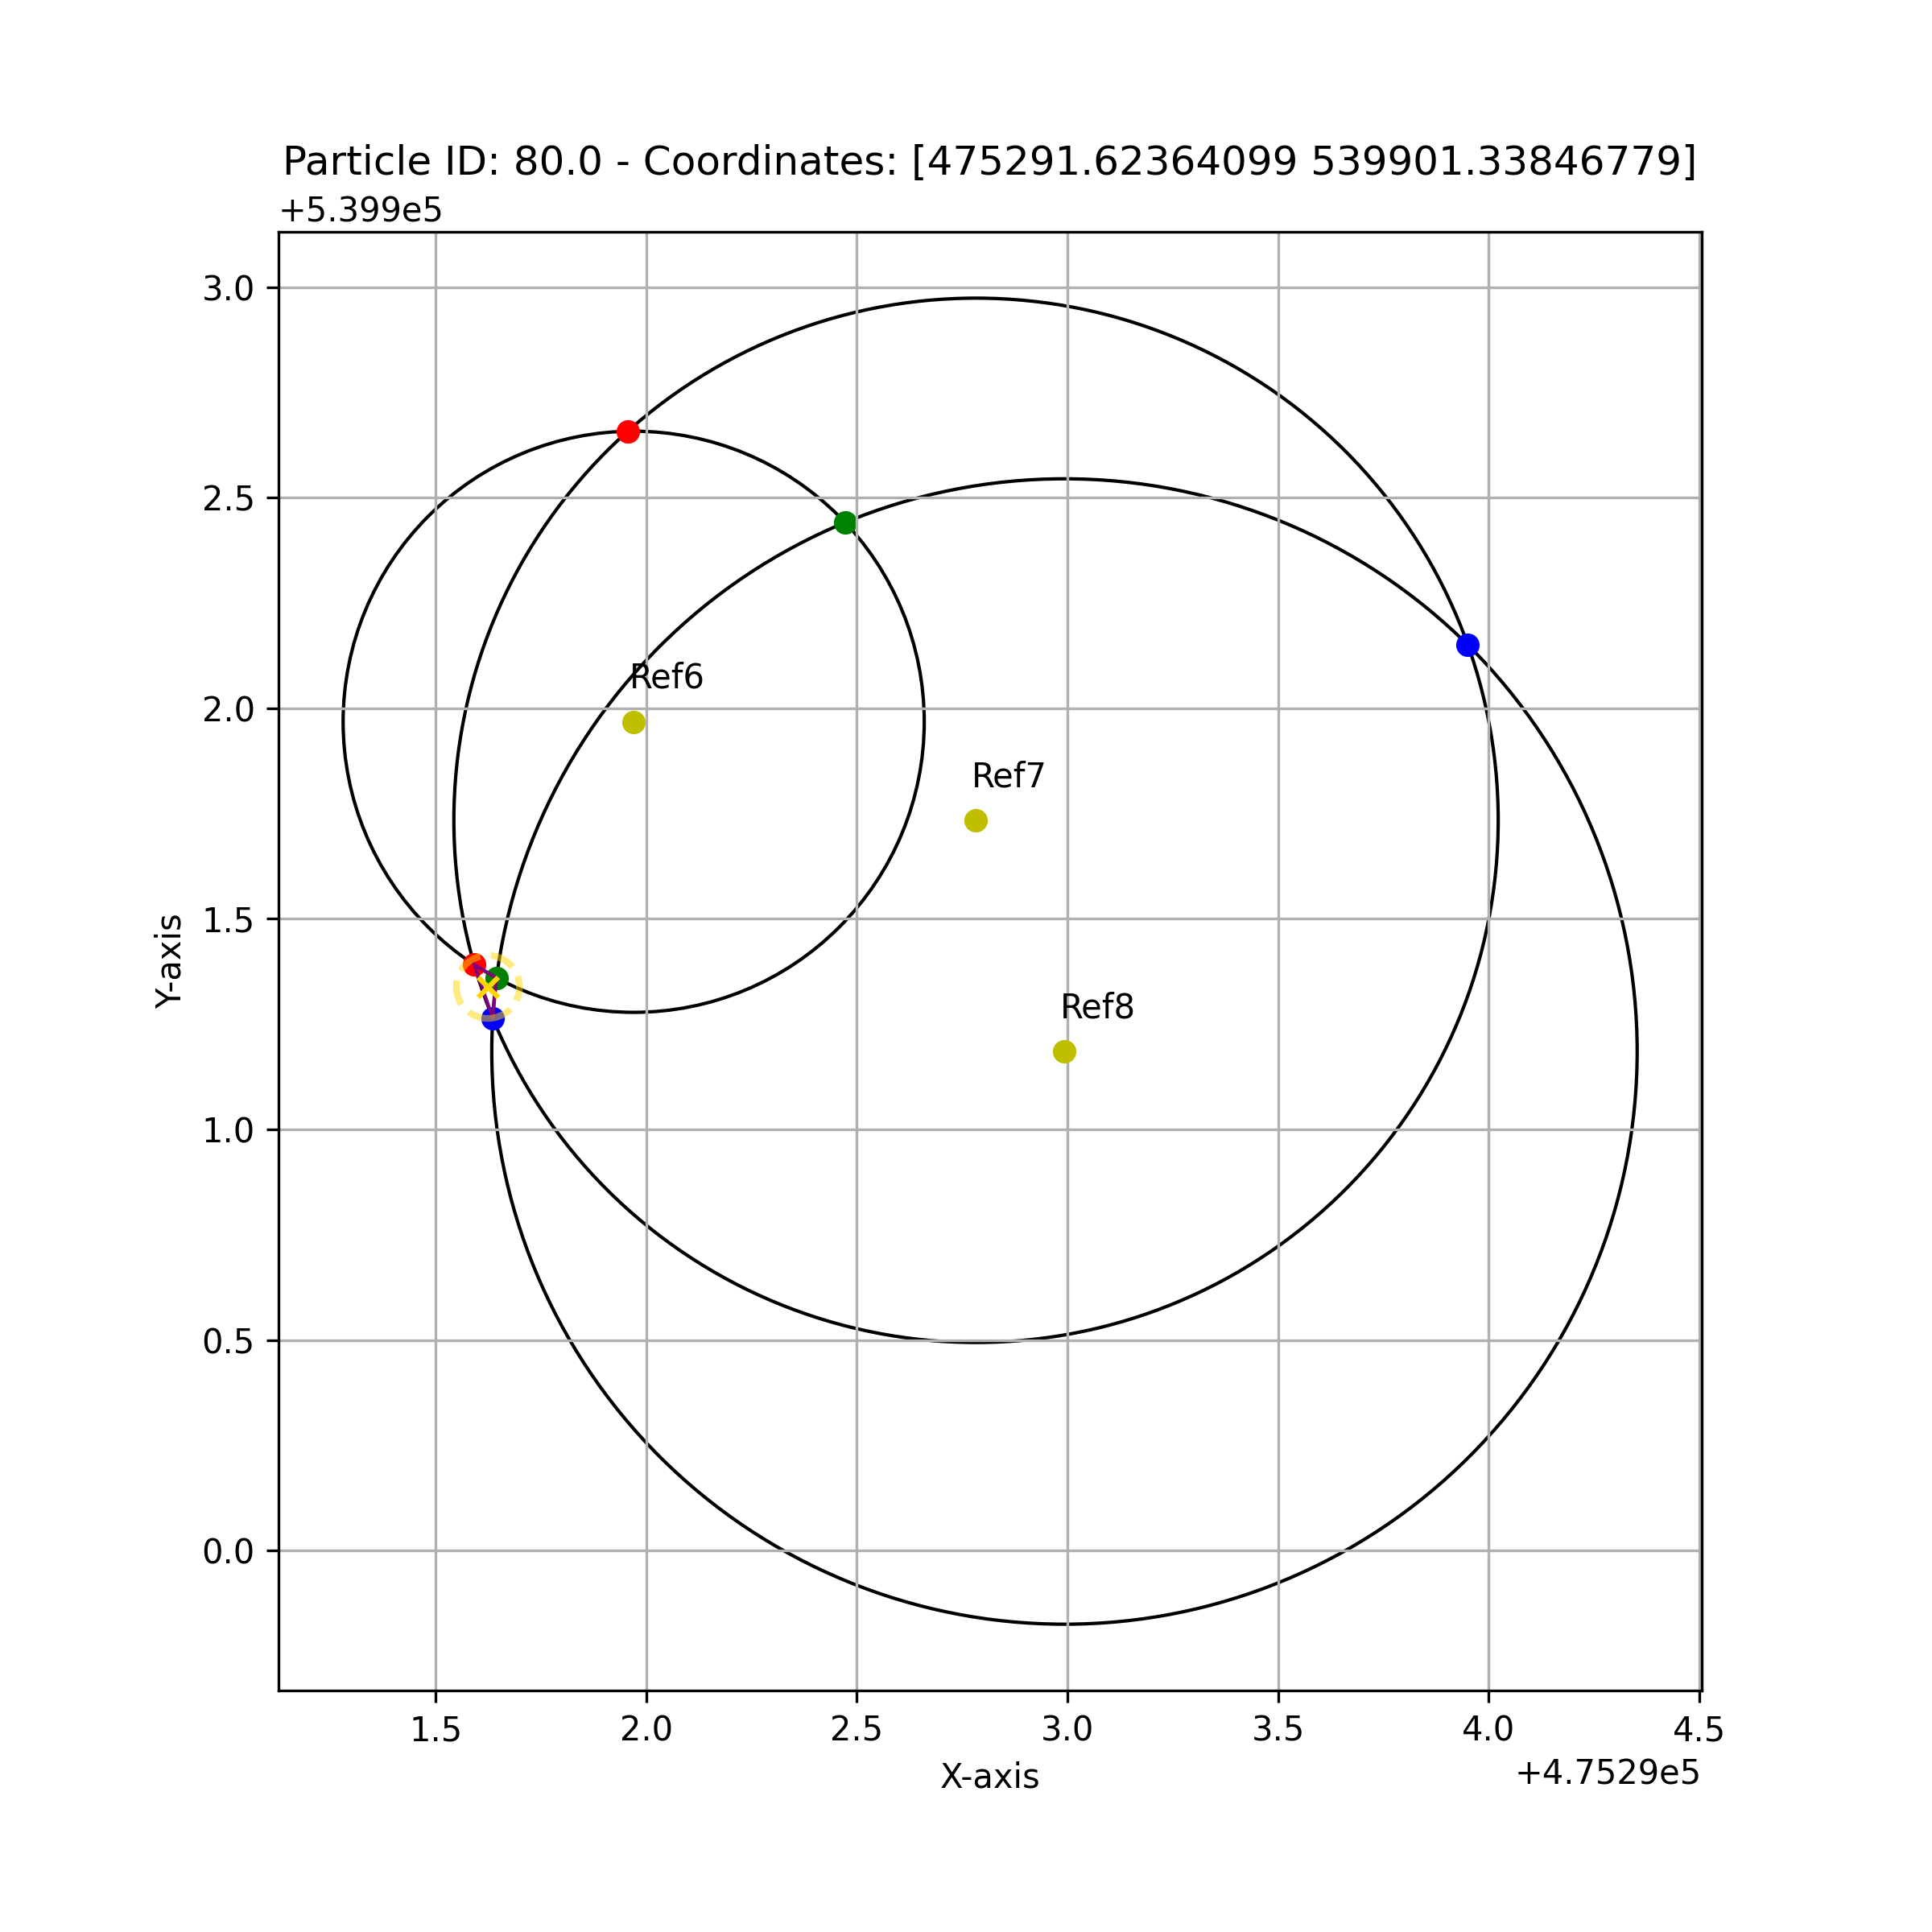 Particle ID: 80.0 - Coordinates: [475291.62364099 539901.33846779]
+5.399e5
3.0
2.5
2.0
1.5
1.0
0.5
0.0
Y-axis
Ref6
Ref7
Ref8
1.5 2.0 2.5 3.0 3.5 4.0 4.5
X-axis
+4.7529e5